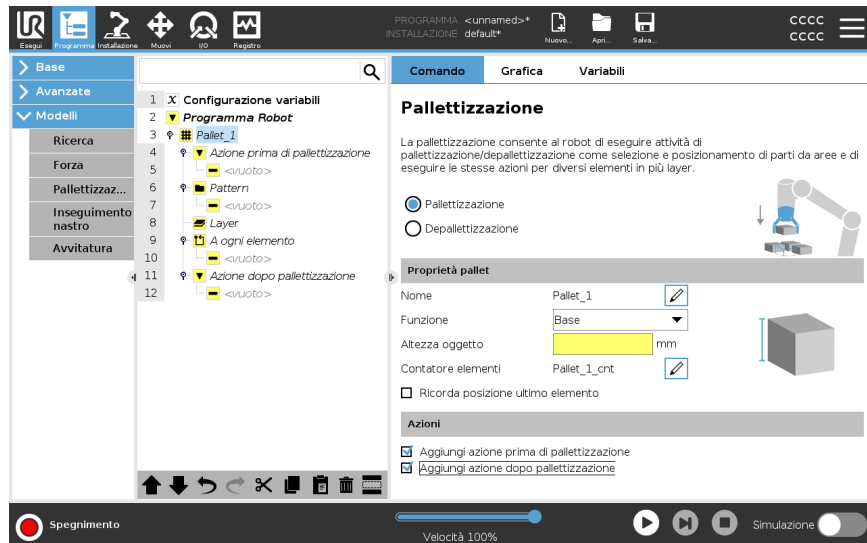 PROGRAMMA <unnamed>*
INSTALLAZIONE default*
CCCC
CCCC
Esegui
Programma
Installazione
Muovi
I/O
Registro
Nuovo...
Apri...
Salva...
Base
Avanzate
Modelli
Ricerca
Forza
Pallettizzaz...
Inseguimento
nastro
Avvitatura
1 X Configurazione variabili
2 Programma Robot
3 Pallet_1
4 Azione prima di pallettizzazione
5 <vuoto>
6 Pattern
7 <vuoto>
8 Layer
9 A ogni elemento
10 <vuoto>
11 Azione dopo pallettizzazione
12 <vuoto>
Comando Grafica Variabili
Pallettizzazione
La pallettizzazione consente al robot di eseguire attività di
pallettizzazione/depallettizzazione come selezione e posizionamento di parti da aree e di
eseguire le stesse azioni per diversi elementi in più layer.
Pallettizzazione
Depallettizzazione
Proprietà pallet
Nome Pallet_1
Funzione Base
Altezza oggetto mm
Contatore elementi Pallet_1_cnt
Ricorda posizione ultimo elemento
Azioni
Aggiungi azione prima di pallettizzazione
Aggiungi azione dopo pallettizzazione
Spegnimento
Velocità 100%
Simulazione